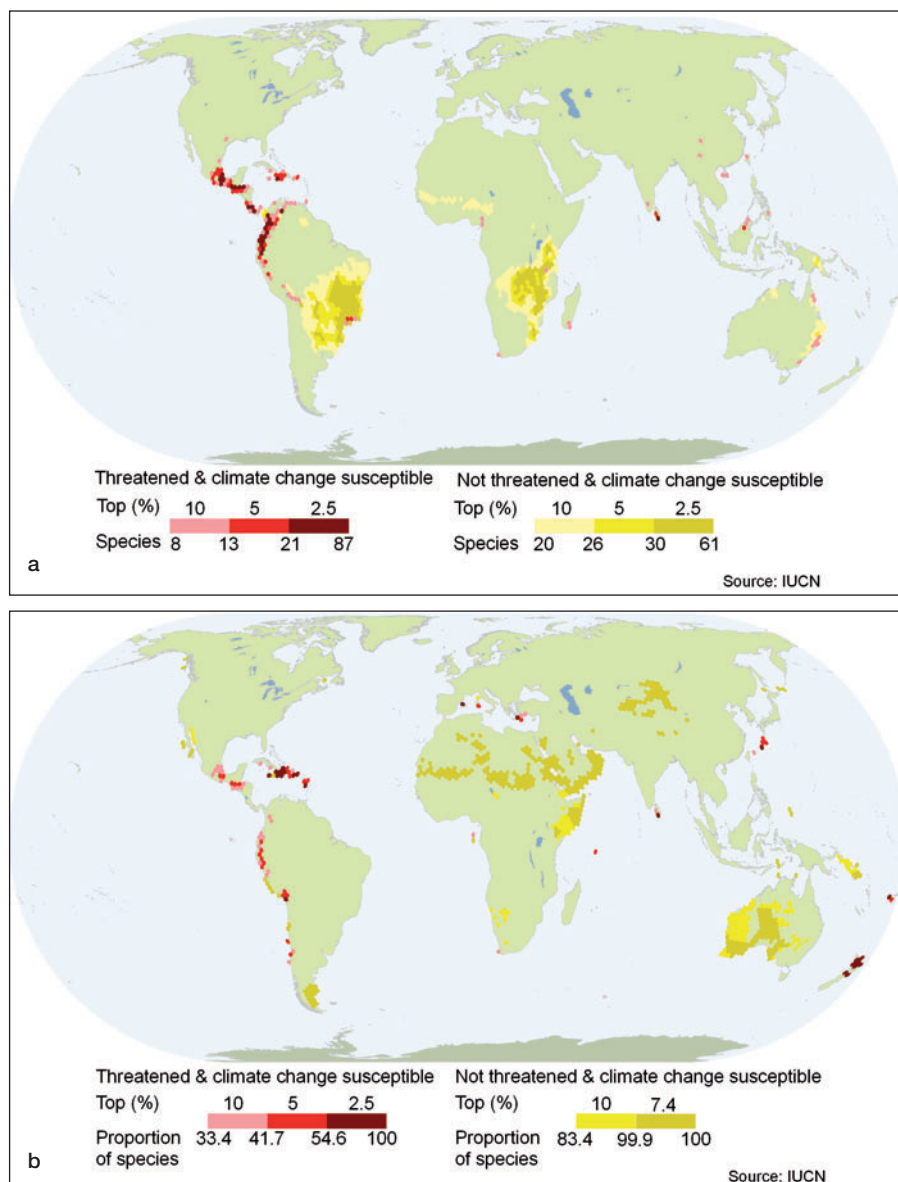 Threatened & climate change susceptible Not threatened & climate change susceptible
Top (%) 10 5 2.5 Top (%) 10 5 2.5
Species 8 13 21 87 Species 20 26 30 61
a
Source: IUCN
Threatened & climate change susceptible Not threatened & climate change susceptible
Top (%) 10 5 2.5 Top (%) 10 7.4
Proportion of species 33.4 41.7 54.6 100 Proportion of species 83.4 99.9 100
b
Source: IUCN